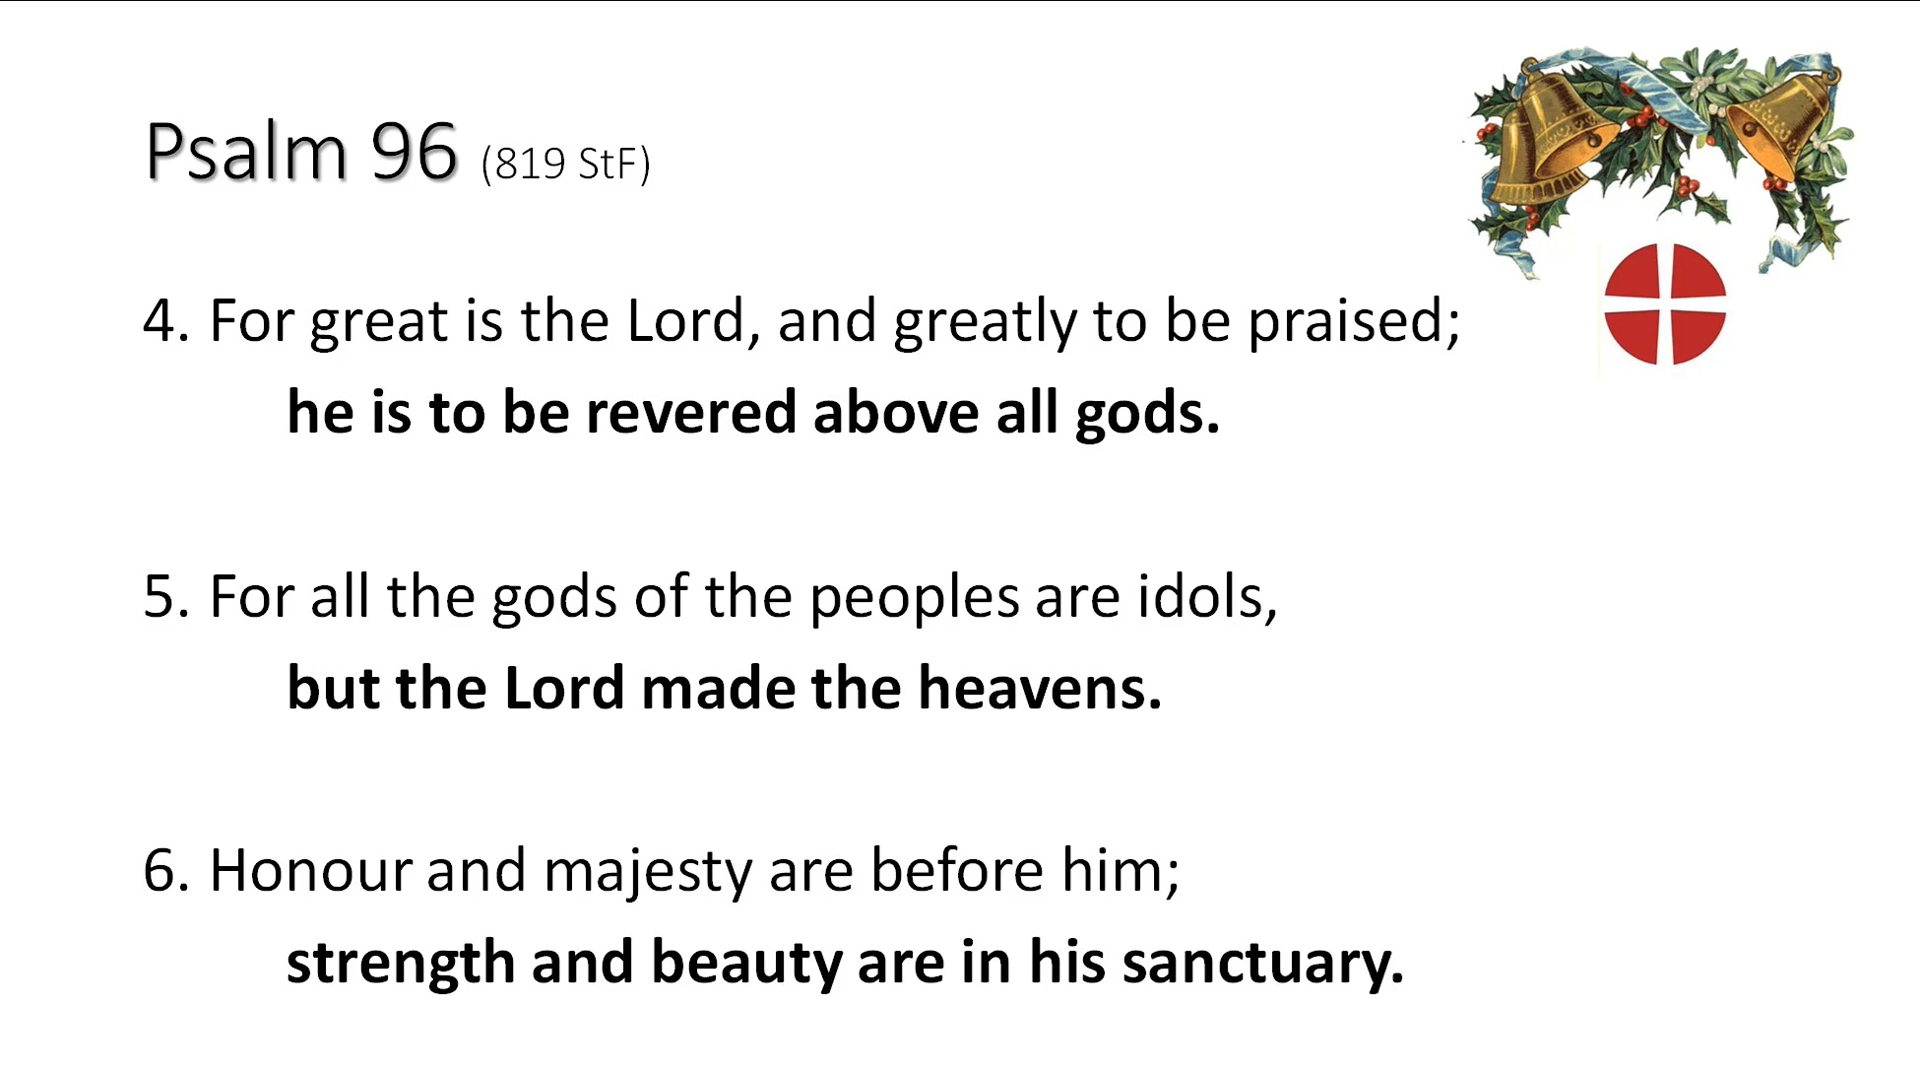 Psalm 96 (819 StF)
4. For great is the Lord, and greatly to be praised;
he is to be revered above all gods.
5. For all the gods of the peoples are idols,
but the Lord made the heavens.
6. Honour and majesty are before him;
strength and beauty are in his sanctuary.